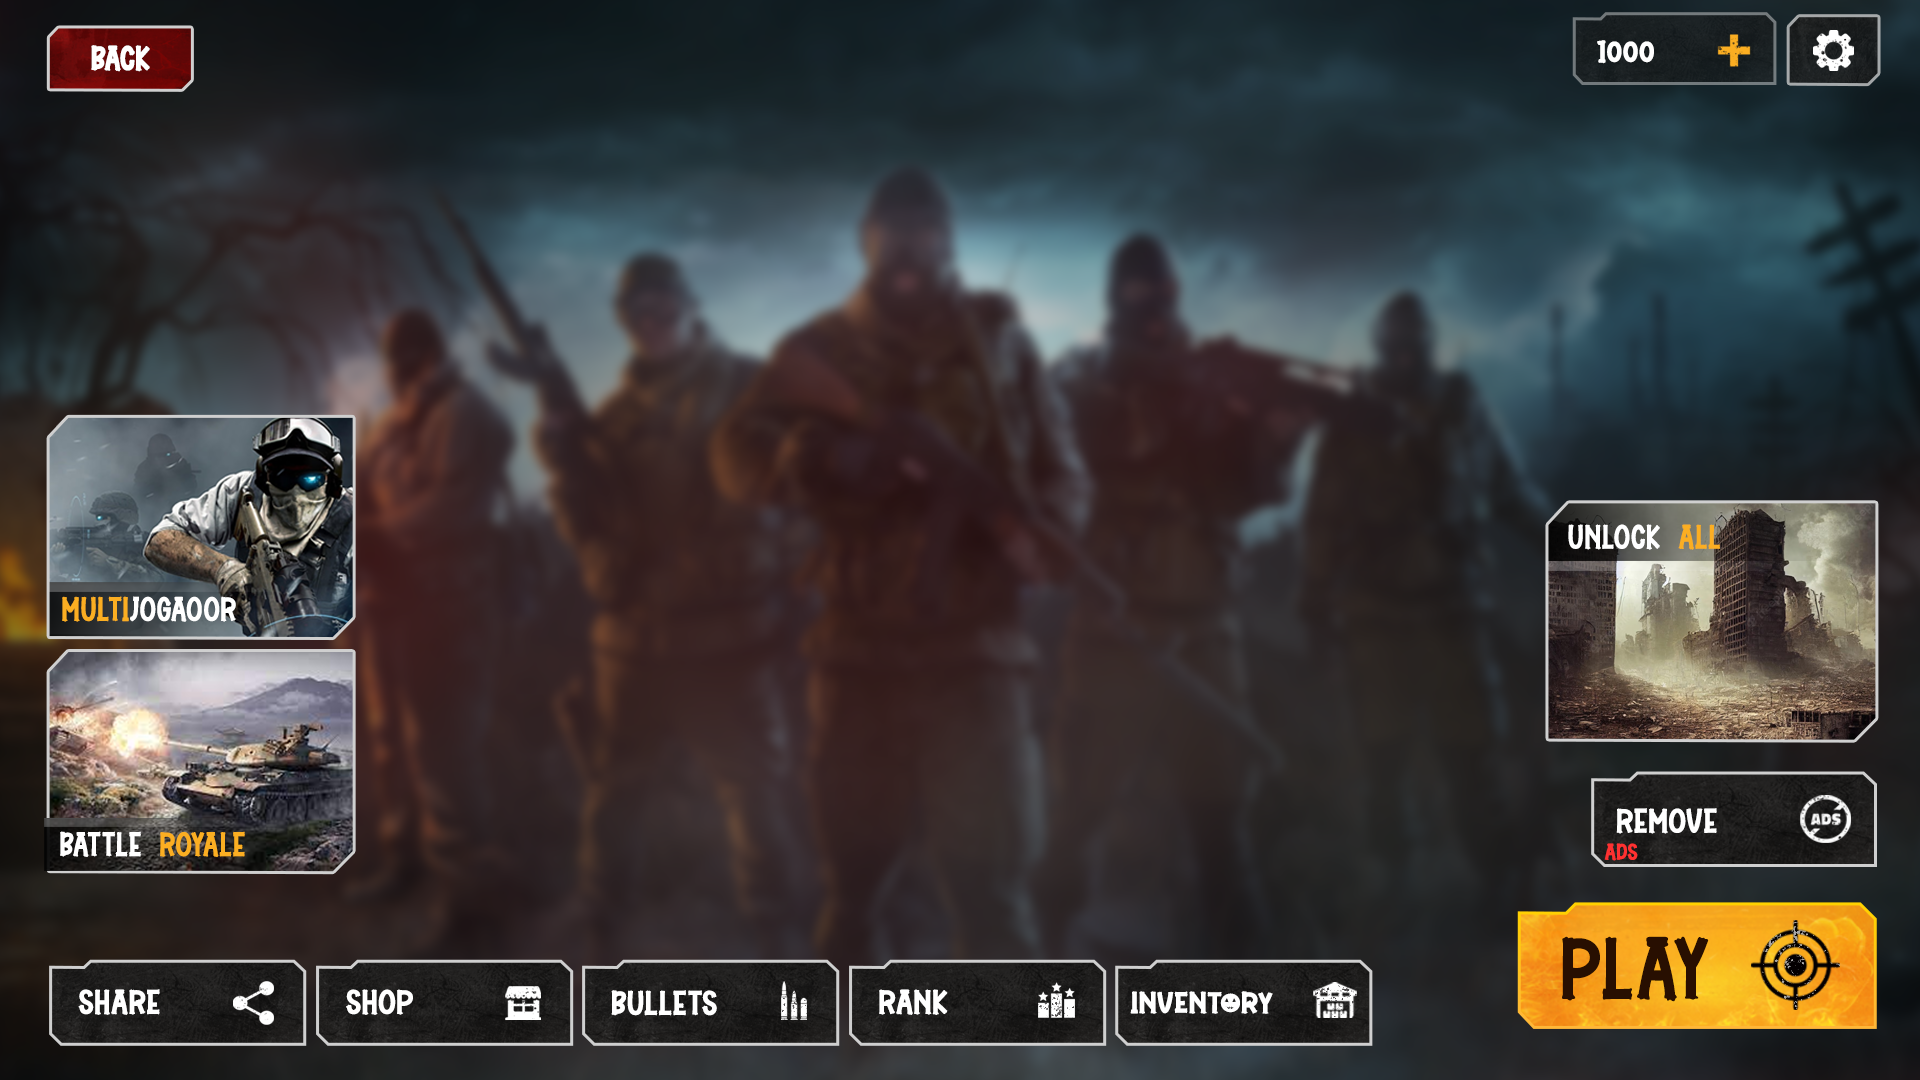 BACK
1000
MULTIJOGAOOR
UNLOCK ALL
BATTLE ROYALE
REMOVE
ADS
ADS
PLAY
SHARE
SHOP
BULLETS
RANK
INVENTORY